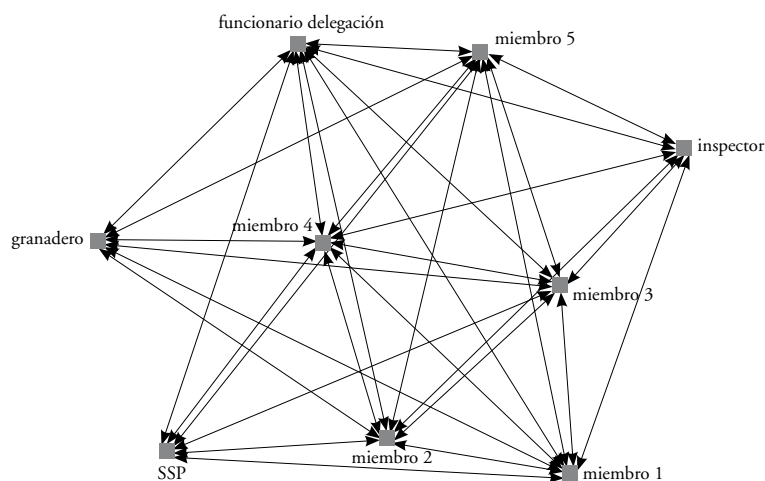 funcionario delegación
miembro 5
inspector
miembro 4
granadero
miembro 3
miembro 2
SSP
miembro 1